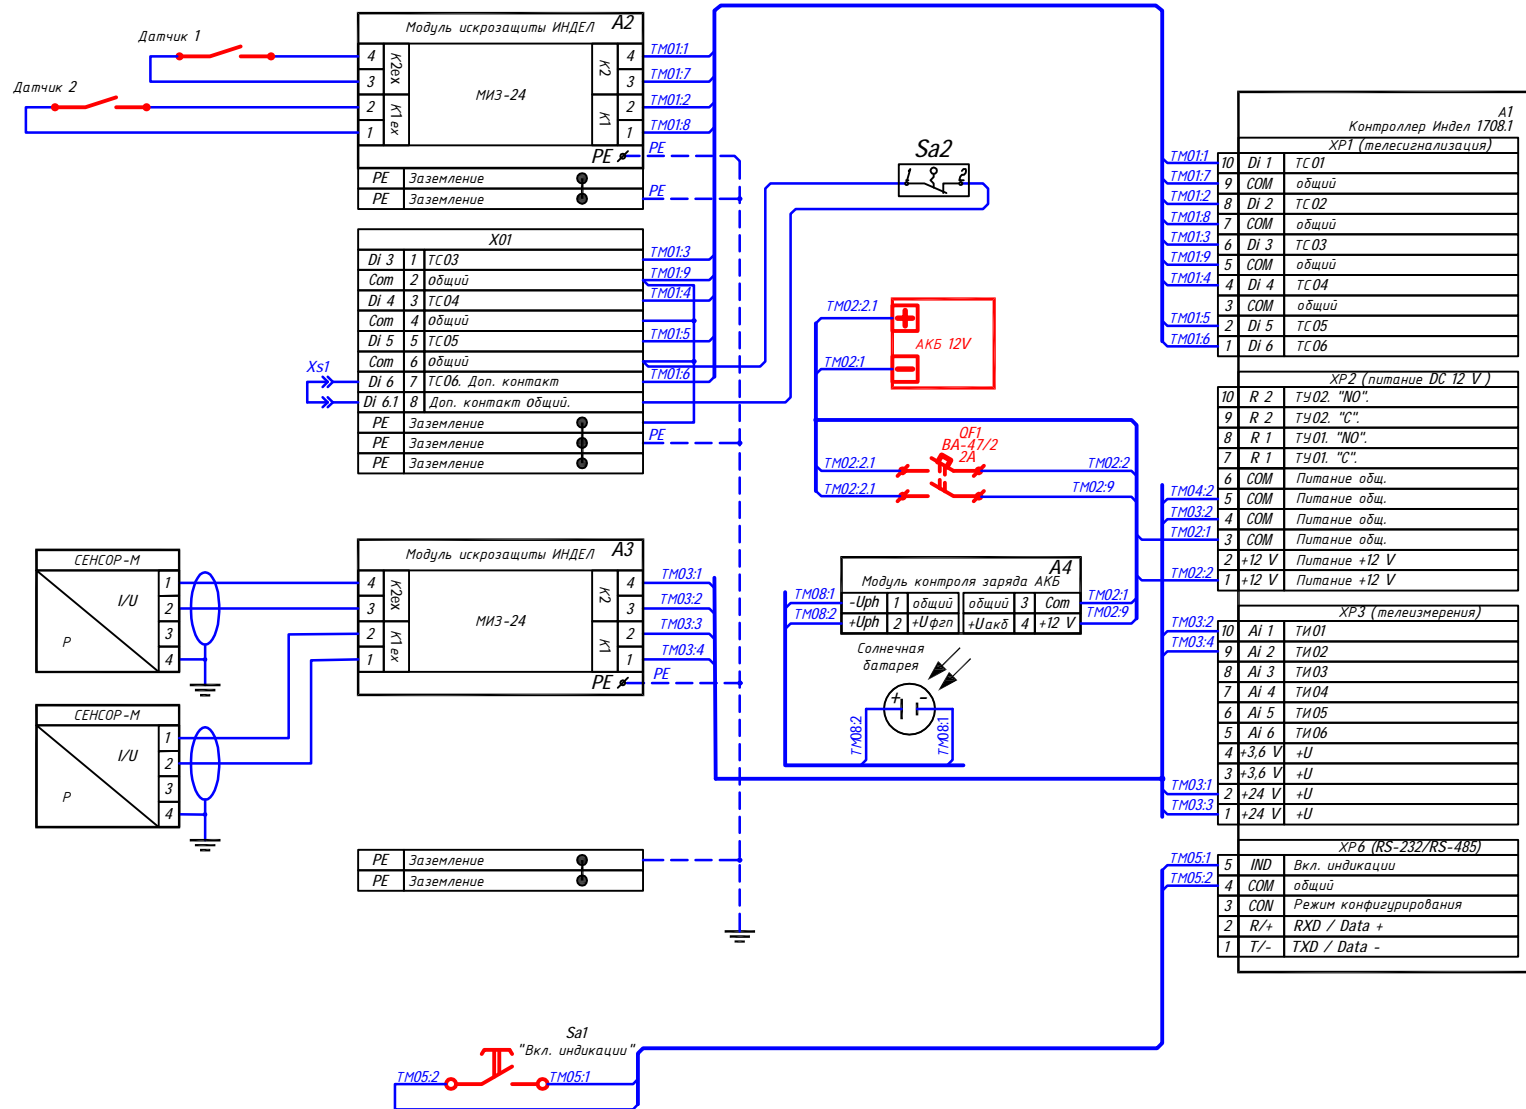 Датчик 1
Датчик 2
Модуль искрозащиты ИНДЕЛ A2
4 K2ex K2 4 TM01:1
3 3 TM01:7
МИЗ-24
2 K1 ex K1 2 TM01:2
1 1 TM01:8
PE PE
PE Заземление
PE Заземление PE
X01
Di 3 1 ТС03 TM01:3
Com 2 общий TM01:9
Di 4 3 ТС04 TM01:4
Com 4 общий
Di 5 5 ТС05 TM01:5
Com 6 общий
Xs1
Di 6 7 ТС06. Доп. контакт TM01:6
Di 6.1 8 Доп. контакт Общий.
PE Заземление
PE Заземление PE
PE Заземление
Sa2
1 2
TM02:2.1
АКБ 12V
TM02:1
QF1
ВА-47/2
2А
TM02:2.1 TM02:2
TM02:2.1 TM02:9
СЕНСОР-М
1
I/U 2
P 3
4
СЕНСОР-М
1
I/U 2
P 3
4
Модуль искрозащиты ИНДЕЛ A3
4 K2ex K2 4 TM03:1
3 3 TM03:2
МИЗ-24
2 K1 ex K1 2 TM03:3
1 1 TM03:4
PE PE
A4
Модуль контроля заряда АКБ
TM08:1 -Uph 1 общий общий 3 Com TM02:1
TM08:2 +Uph 2 +Uфгп +Uакб 4 +12 V TM02:9
Солнечная
батарея
+ -
TM08:2 TM08:1
PE Заземление
PE Заземление
Sa1
"Вкл. индикации"
TM05:2 TM05:1
A1
Контроллер Индел 1708.1
XP1 (телесигнализация)
TM01:1 10 Di 1 ТС01
TM01:7 9 COM общий
TM01:2 8 Di 2 ТС02
TM01:8 7 COM общий
TM01:3 6 Di 3 ТС03
TM01:9 5 COM общий
TM01:4 4 Di 4 ТС04
3 COM общий
TM01:5 2 Di 5 ТС05
TM01:6 1 Di 6 ТС06
XP2 (питание DC 12 V )
10 R 2 ТУ02. "NO".
9 R 2 ТУ02. "C".
8 R 1 ТУ01. "NO".
7 R 1 ТУ01. "C".
6 COM Питание общ.
TM04:2 5 COM Питание общ.
TM03:2 4 COM Питание общ.
TM02:1 3 COM Питание общ.
2 +12 V Питание +12 V
TM02:2 1 +12 V Питание +12 V
XP3 (телеизмерения)
TM03:2 10 Ai 1 ТИ01
TM03:4 9 Ai 2 ТИ02
8 Ai 3 ТИ03
7 Ai 4 ТИ04
6 Ai 5 ТИ05
5 Ai 6 ТИ06
4 +3,6 V +U
3 +3,6 V +U
TM03:1 2 +24 V +U
TM03:3 1 +24 V +U
XP6 (RS-232/RS-485)
TM05:1 5 IND Вкл. индикации
TM05:2 4 COM общий
3 CON Режим конфигурирования
2 R/+ RXD / Data +
1 T/- TXD / Data -